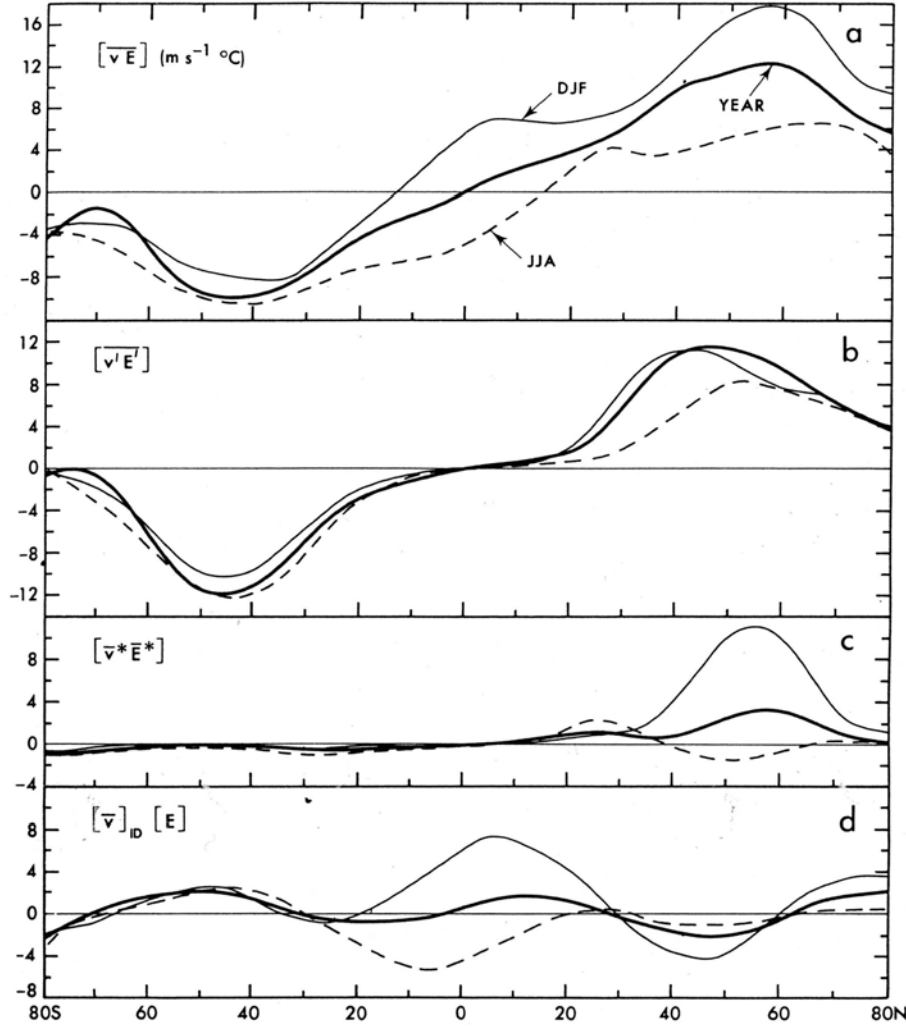 16
[v̅E̅] (m s⁻¹ °C)
a
DJF
12
YEAR
8
4
0
-4
JJA
-8
12
[v̅'E̅']
b
8
4
0
-4
-8
-12
8
[v̅*E̅*]
c
4
0
-4
8
[v̅]ID [E]
d
4
0
-4
-8
80S 60 40 20 0 20 40 60 80N